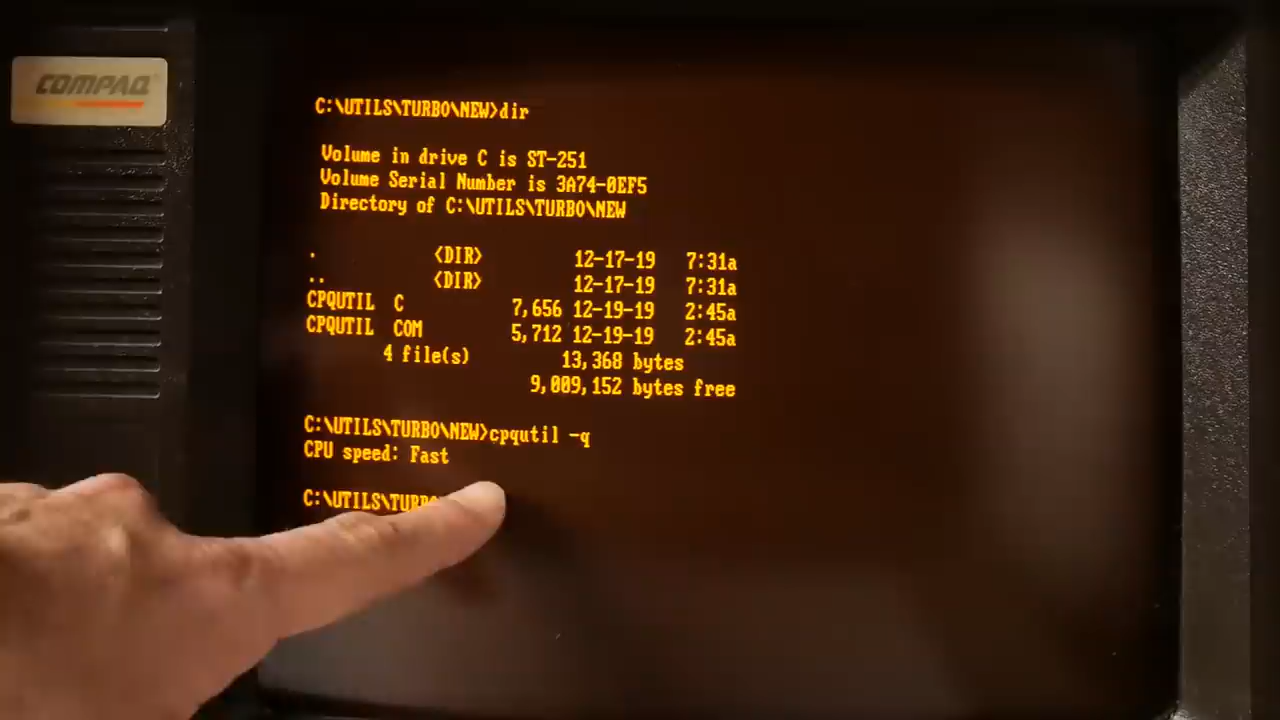 COMPAQ
C:\UTILS\TURBO\NEW>dir
Volume in drive C is ST-251
Volume Serial Number is 3A74-0EF5
Directory of C:\UTILS\TURBO\NEW
. <DIR> 12-17-19 7:31a
.. <DIR> 12-17-19 7:31a
CPQUTIL C 7,656 12-19-19 2:45a
CPQUTIL COM 5,712 12-19-19 2:45a
4 file(s) 13,368 bytes
9,009,152 bytes free
C:\UTILS\TURBO\NEW>cpqutil -q
CPU speed: Fast
C:\UTILS\TURBO